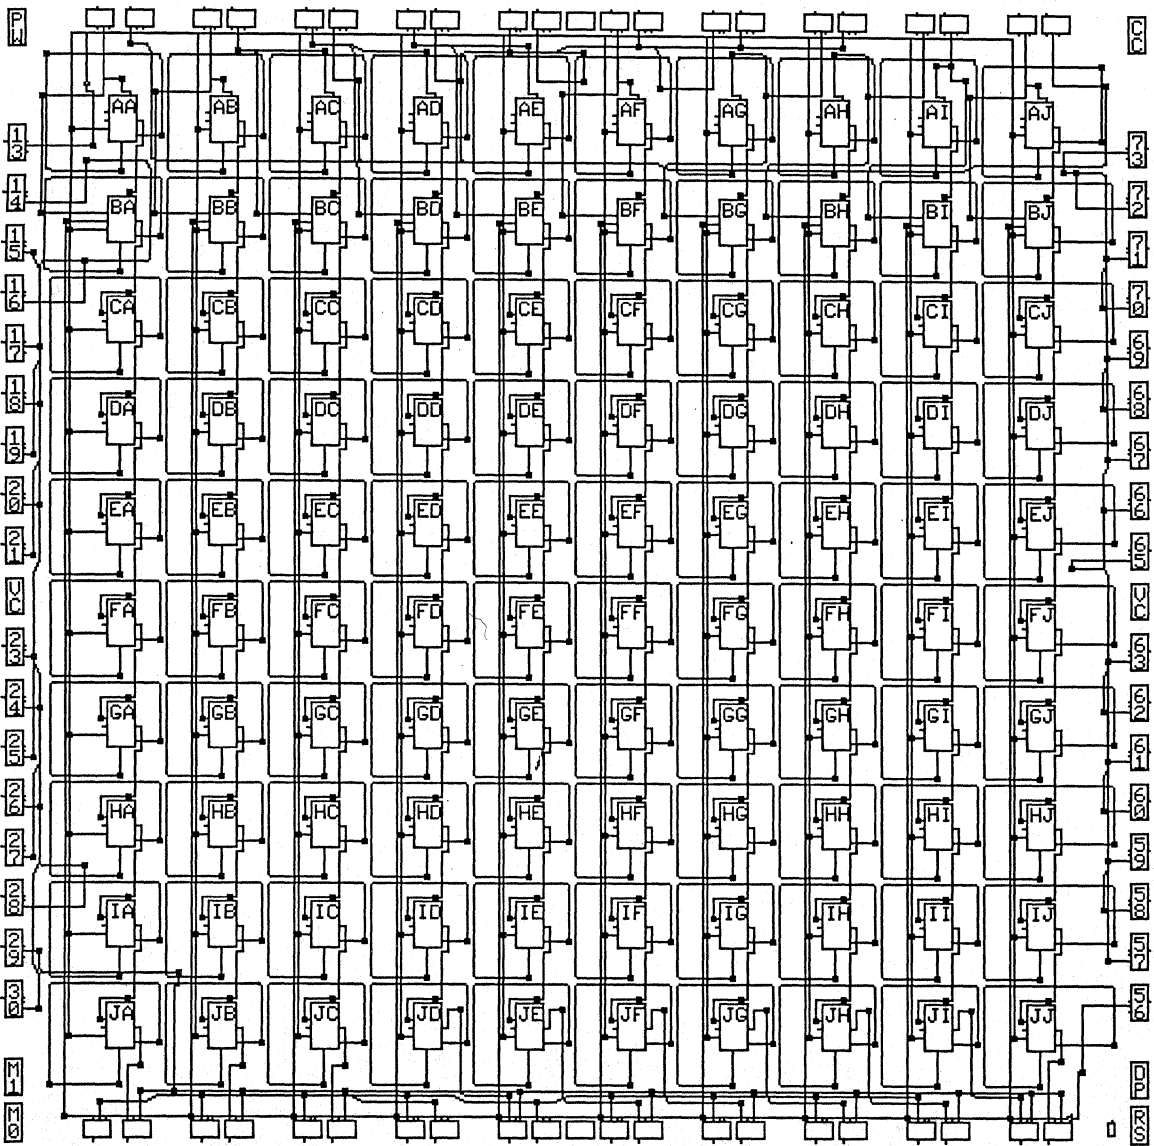 PW
CC
AA AB AC AD AE AF AG AH AI AJ
13
73
14
BA BB BC BD BE BF BG BH BI BJ
72
15
71
16
CA CB CC CD CE CF CG CH CI CJ
70
17
69
18
DA DB DC DD DE DF DG DH DI DJ
68
19
67
20
EA EB EC ED EE EF EG EH EI EJ
66
21
65
VC
FA FB FC FD FE FF FG FH FI FJ
VC
23
63
24
GA GB GC GD GE GF GG GH GI GJ
62
25
61
26
HA HB HC HD HE HF HG HH HI HJ
60
27
59
28
IA IB IC ID IE IF IG IH II IJ
58
29
57
30
JA JB JC JD JE JF JG JH JI JJ
56
M1
DP
M0
RS